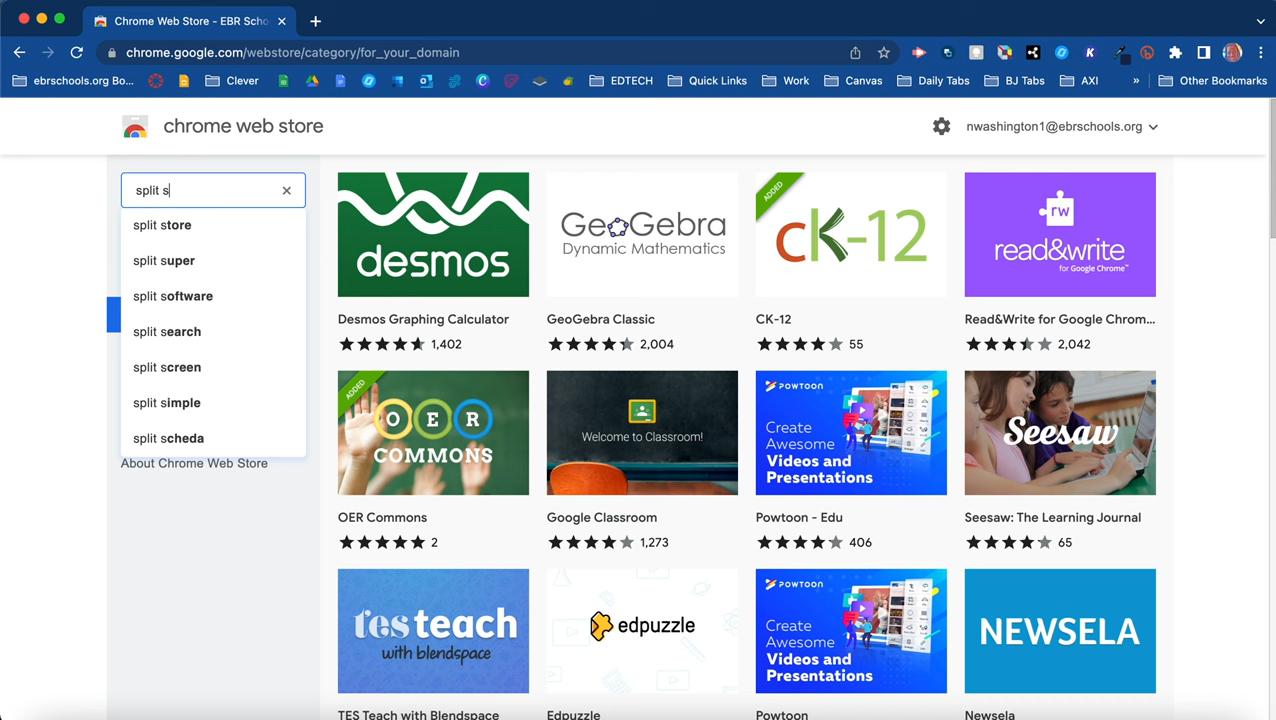 Chrome Web Store - EBR Scho
chrome.google.com/webstore/category/for_your_domain
ebrschools.org Bo...
Clever
EDTECH
Quick Links
Work
Canvas
Daily Tabs
BJ Tabs
AXI
»
Other Bookmarks
chrome web store
nwashington1@ebrschools.org
split s
split store
split super
split software
split search
split screen
split simple
split scheda
About Chrome Web Store
desmos
GeoGebra
Dynamic Mathematics
ADDED
cK-12
rw
read&write
for Google Chrome™
Desmos Graphing Calculator
GeoGebra Classic
CK-12
Read&Write for Google Chrom...
1,402
2,004
55
2,042
ADDED
OER
COMMONS
Welcome to Classroom!
POWTOON
Create
Awesome
Videos and
Presentations
Seesaw
OER Commons
Google Classroom
Powtoon - Edu
Seesaw: The Learning Journal
2
1,273
406
65
tes teach
with blendspace
edpuzzle
POWTOON
Create
Awesome
Videos and
Presentations
NEWSELA
TES Teach with Blendspace
Edpuzzle
Powtoon
Newsela